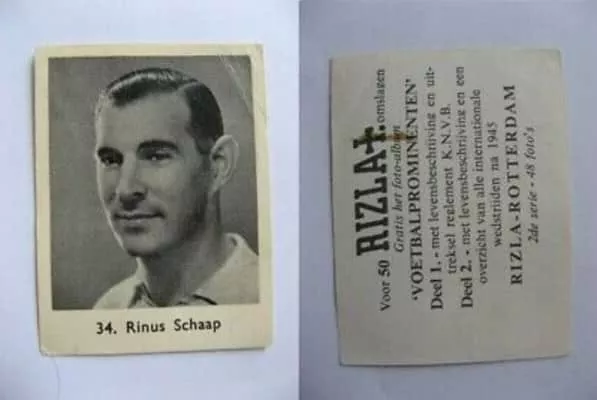 34. Rinus Schaap
Voor 50 RIZLA+ omslagen
Gratis het foto-album
'VOETBALPROMINENTEN'
Deel 1. - met levensbeschrijving en uit-
treksel reglement K.N.V.B.
Deel 2. - met levensbeschrijving en een
overzicht van alle internationale
wedstrijden na 1945
RIZLA-ROTTERDAM
2de serie - 48 foto's